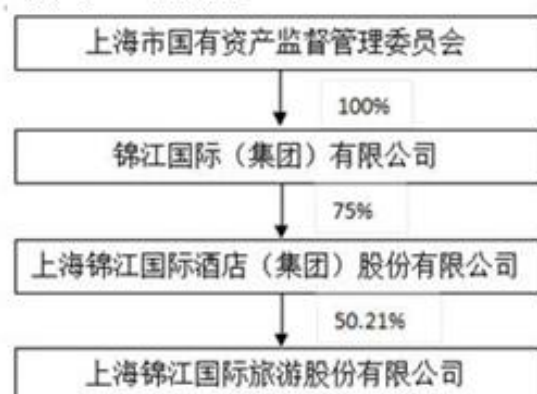 上海市国有资产监督管理委员会
100%
锦江国际（集团）有限公司
75%
上海锦江国际酒店（集团）股份有限公司
50.21%
上海锦江国际旅游股份有限公司